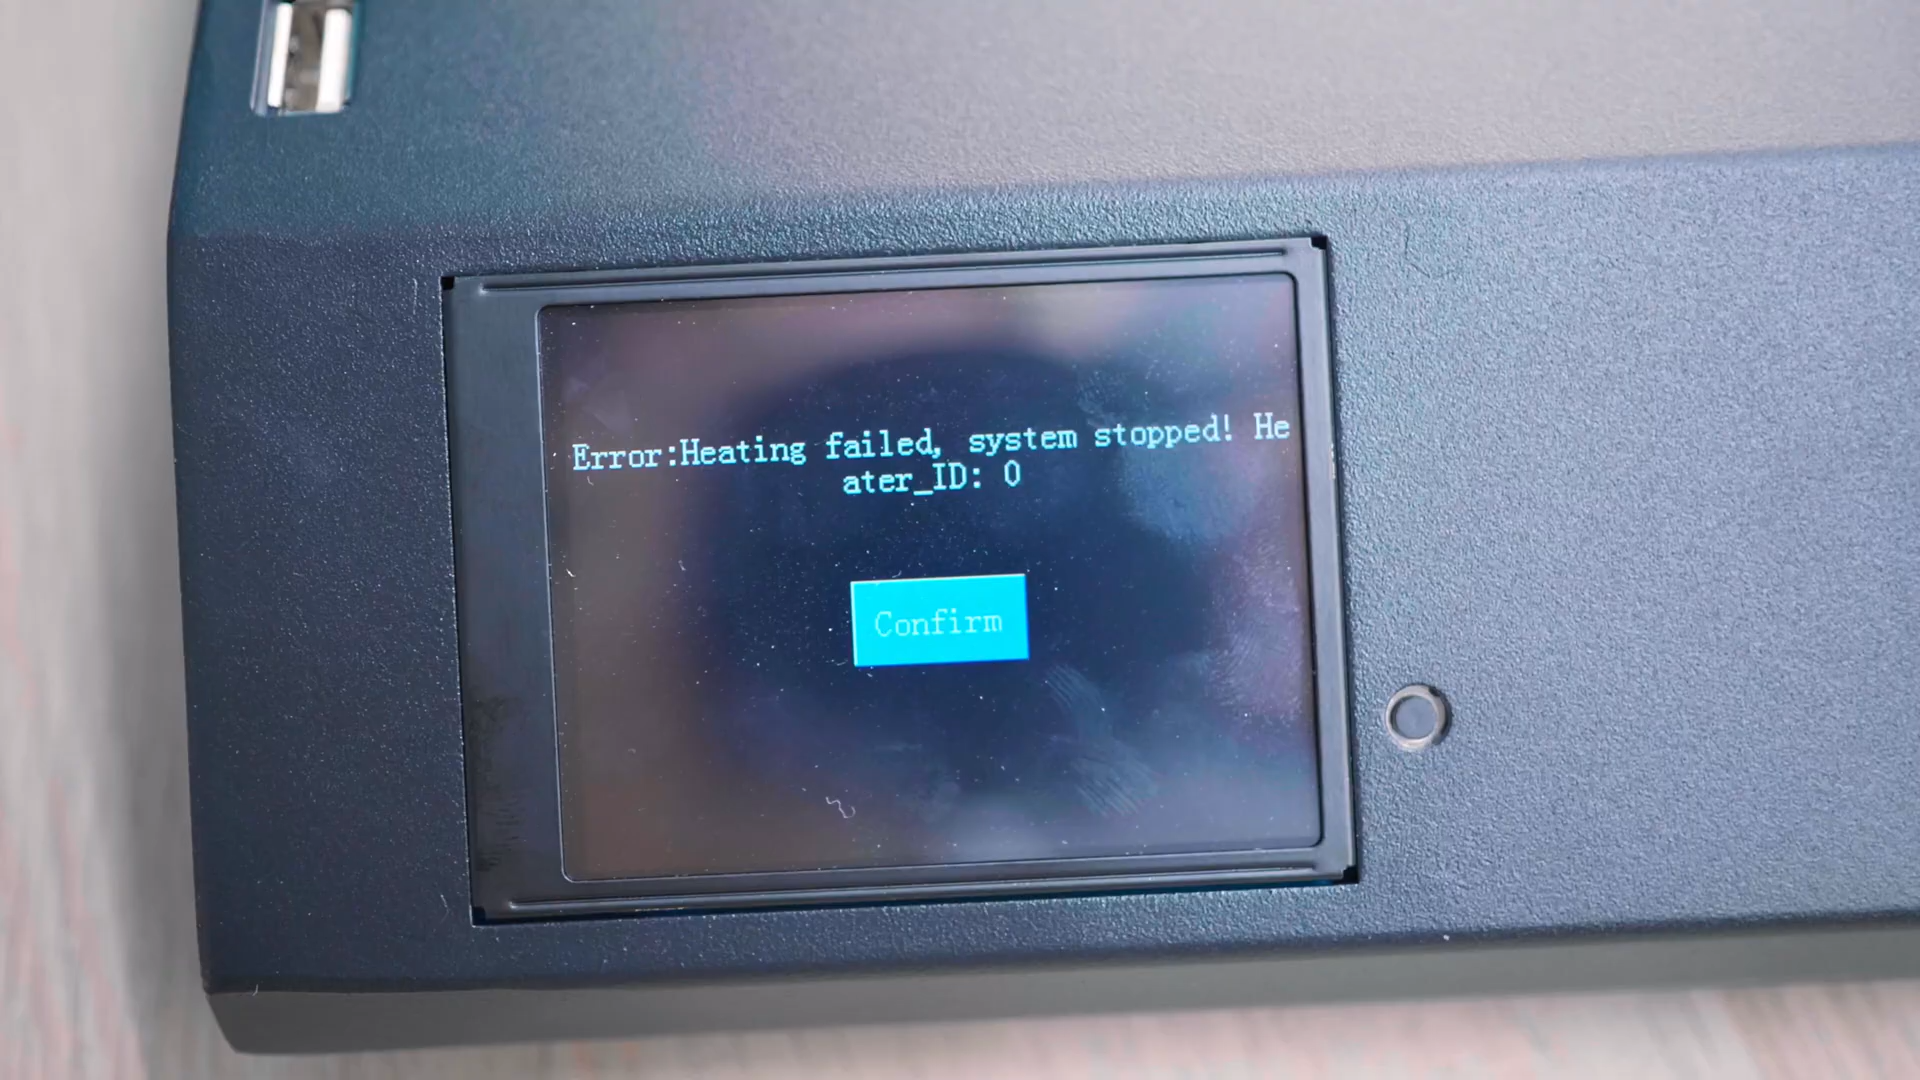 Error:Heating failed, system stopped! He
ater_ID: 0
Confirm